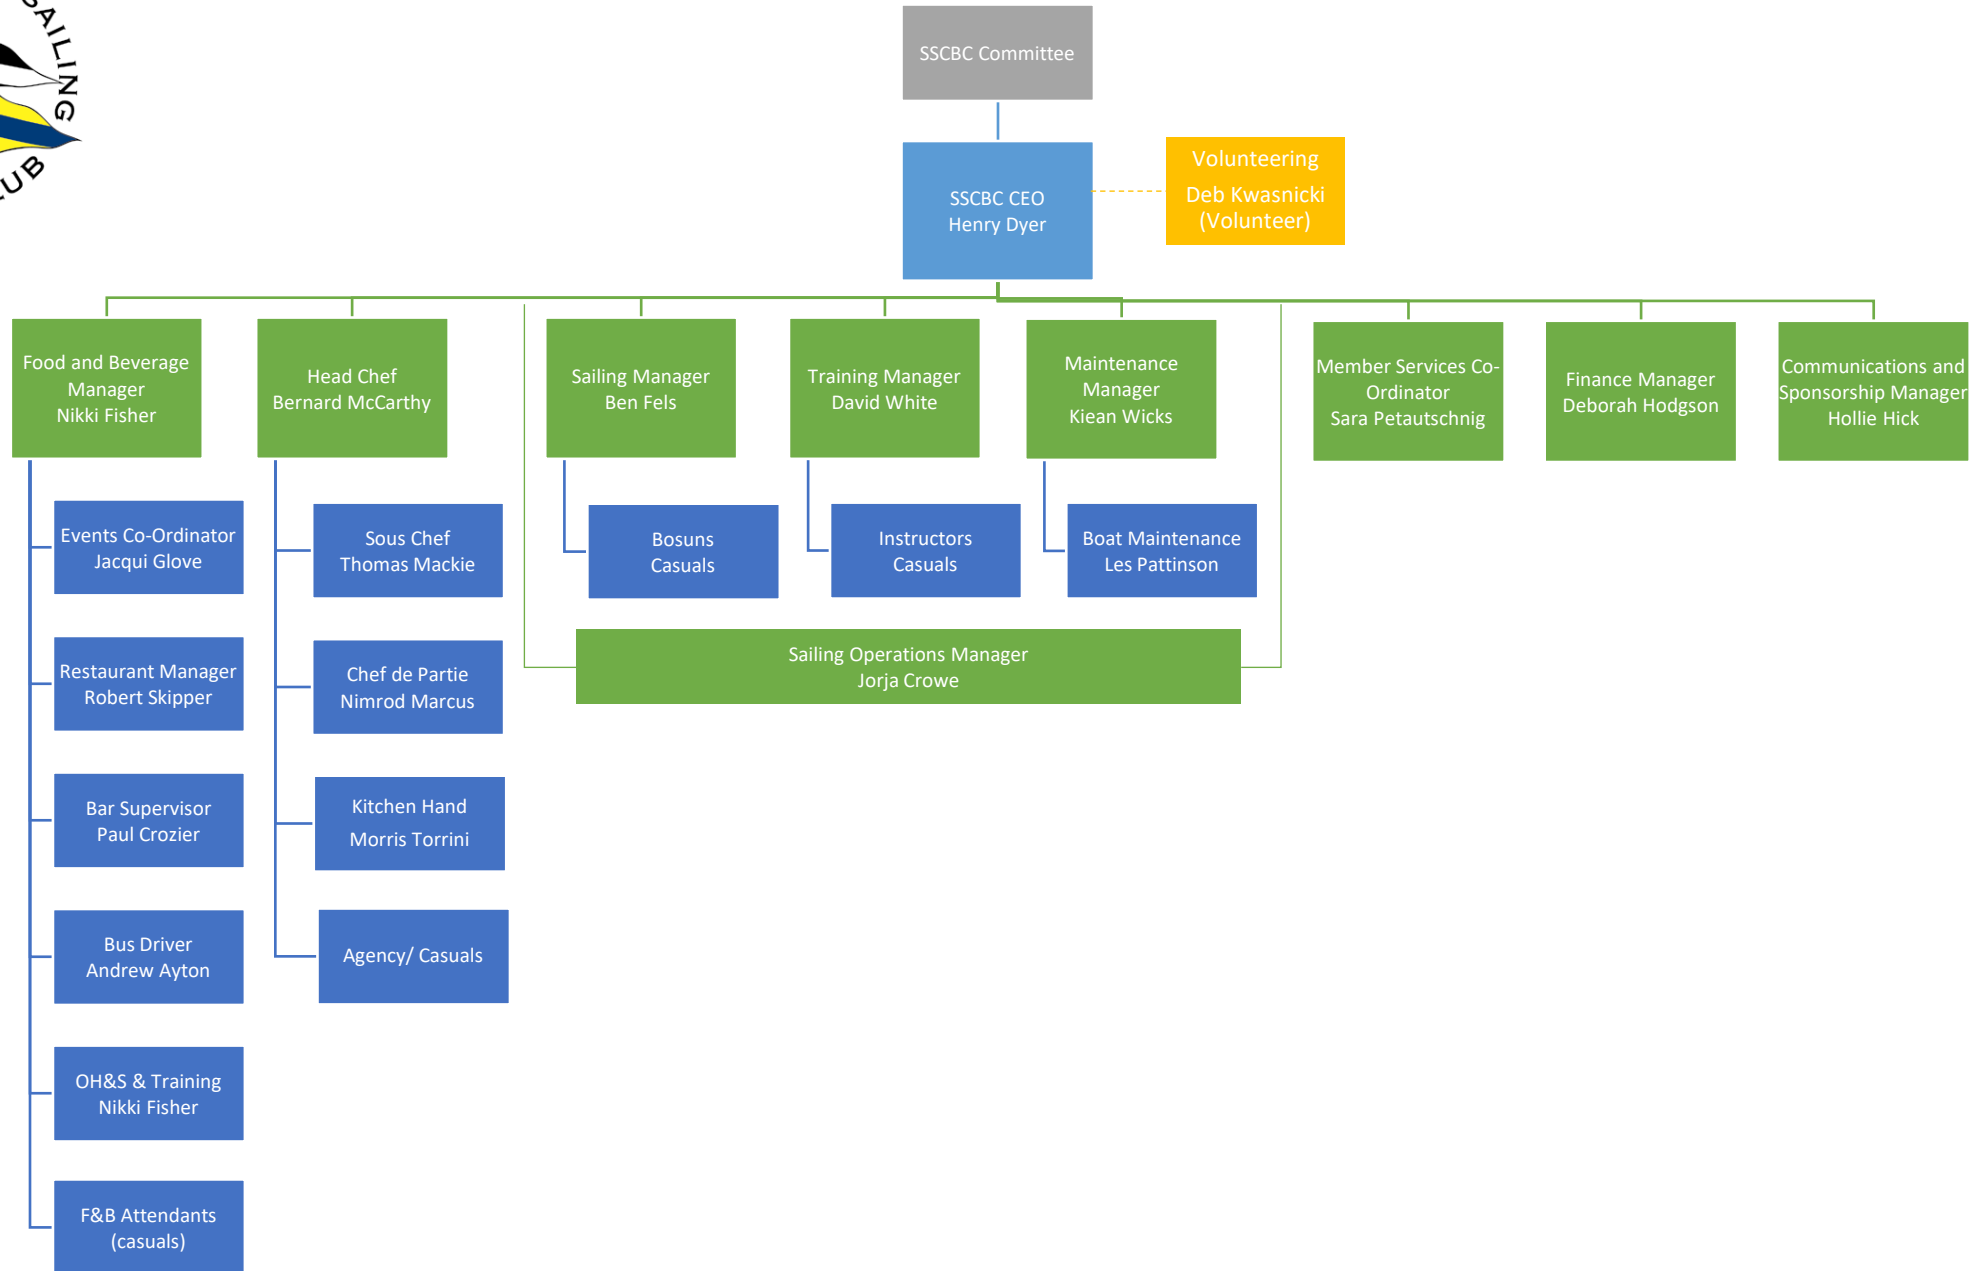 SAILING
SSCBC Committee
SSCBC CEO
Henry Dyer
Volunteering
Deb Kwasnicki
(Volunteer)
Food and Beverage
Manager
Nikki Fisher
Head Chef
Bernard McCarthy
Sailing Manager
Ben Fels
Training Manager
David White
Maintenance
Manager
Kiean Wicks
Member Services Co-
Ordinator
Sara Petautschnig
Finance Manager
Deborah Hodgson
Communications and
Sponsorship Manager
Hollie Hick
Events Co-Ordinator
Jacqui Glove
Sous Chef
Thomas Mackie
Bosuns
Casuals
Instructors
Casuals
Boat Maintenance
Les Pattinson
Restaurant Manager
Robert Skipper
Chef de Partie
Nimrod Marcus
Sailing Operations Manager
Jorja Crowe
Bar Supervisor
Paul Crozier
Kitchen Hand
Morris Torrini
Bus Driver
Andrew Ayton
Agency/ Casuals
OH&S & Training
Nikki Fisher
F&B Attendants
(casuals)